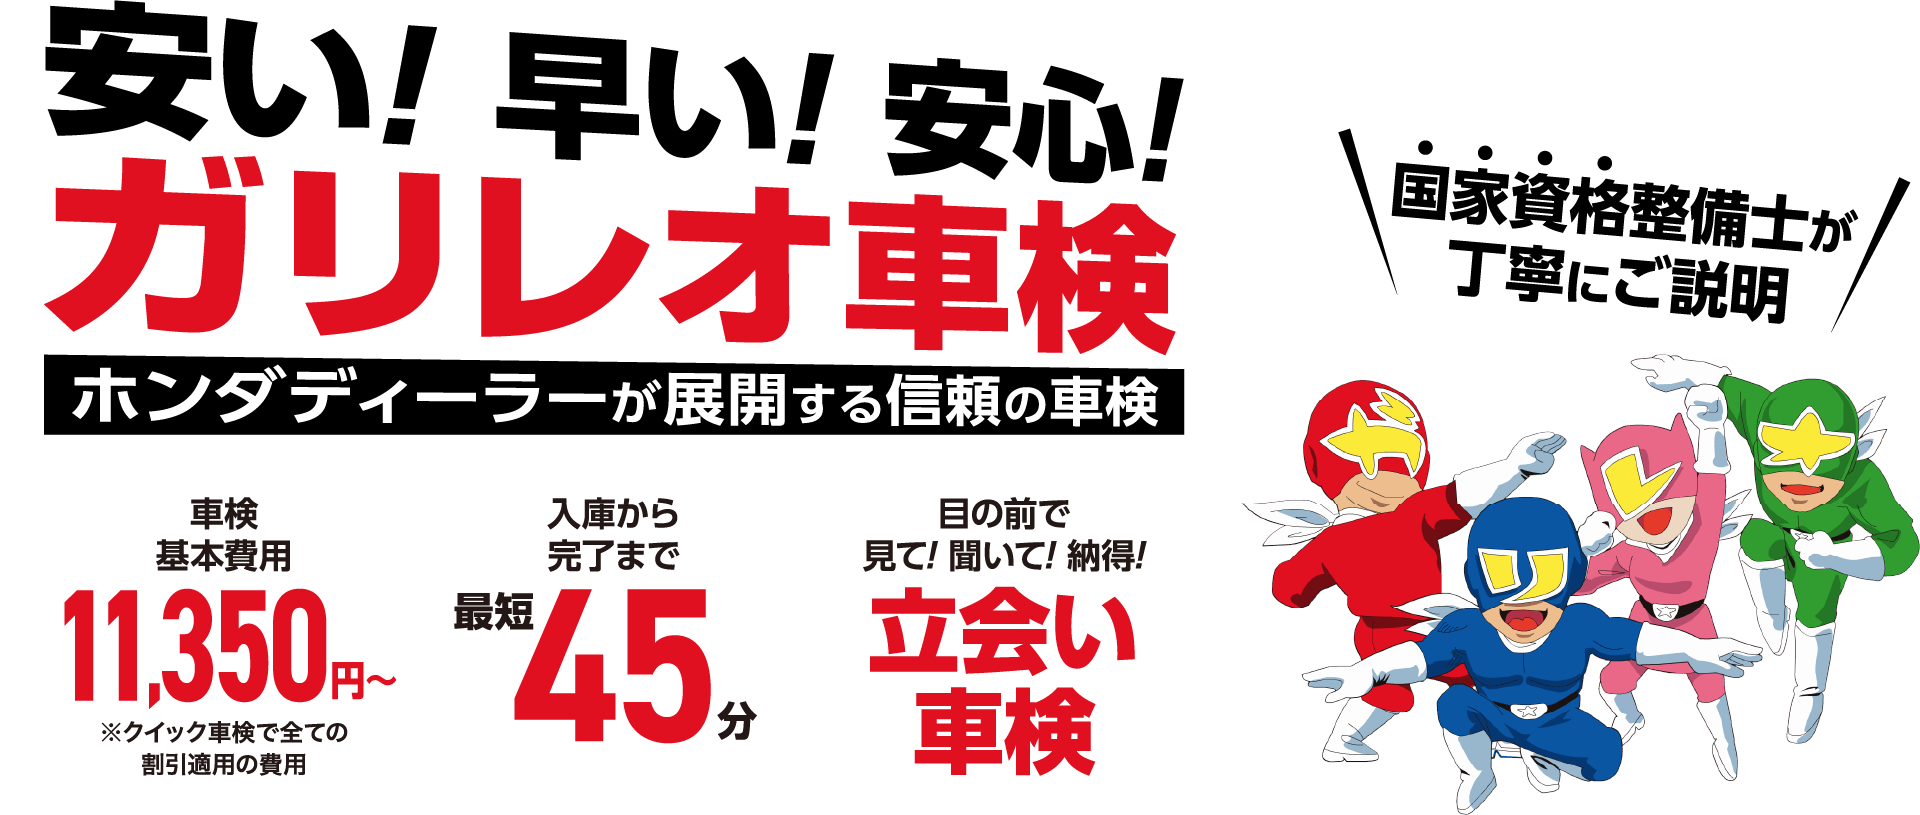 安い! 早い! 安心!
ガリレオ車検
ホンダディーラーが展開する信頼の車検
国家資格整備士が
丁寧にご説明
車検
基本費用
11,350円～
※クイック車検で全ての
割引適用の費用
入庫から
完了まで
最短45分
目の前で
見て! 聞いて! 納得!
立会い
車検